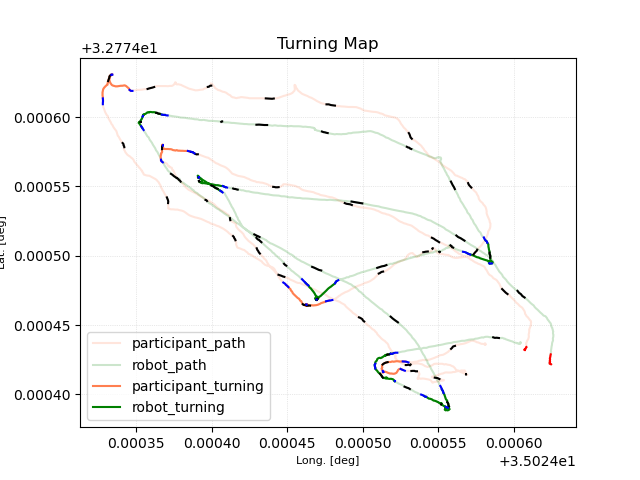 Turning Map
+3.2774e1
0.00060
0.00055
0.00050
0.00045
0.00040
Lat. [deg]
participant_path
robot_path
participant_turning
robot_turning
0.00035 0.00040 0.00045 0.00050 0.00055 0.00060
Long. [deg]
+3.5024e1